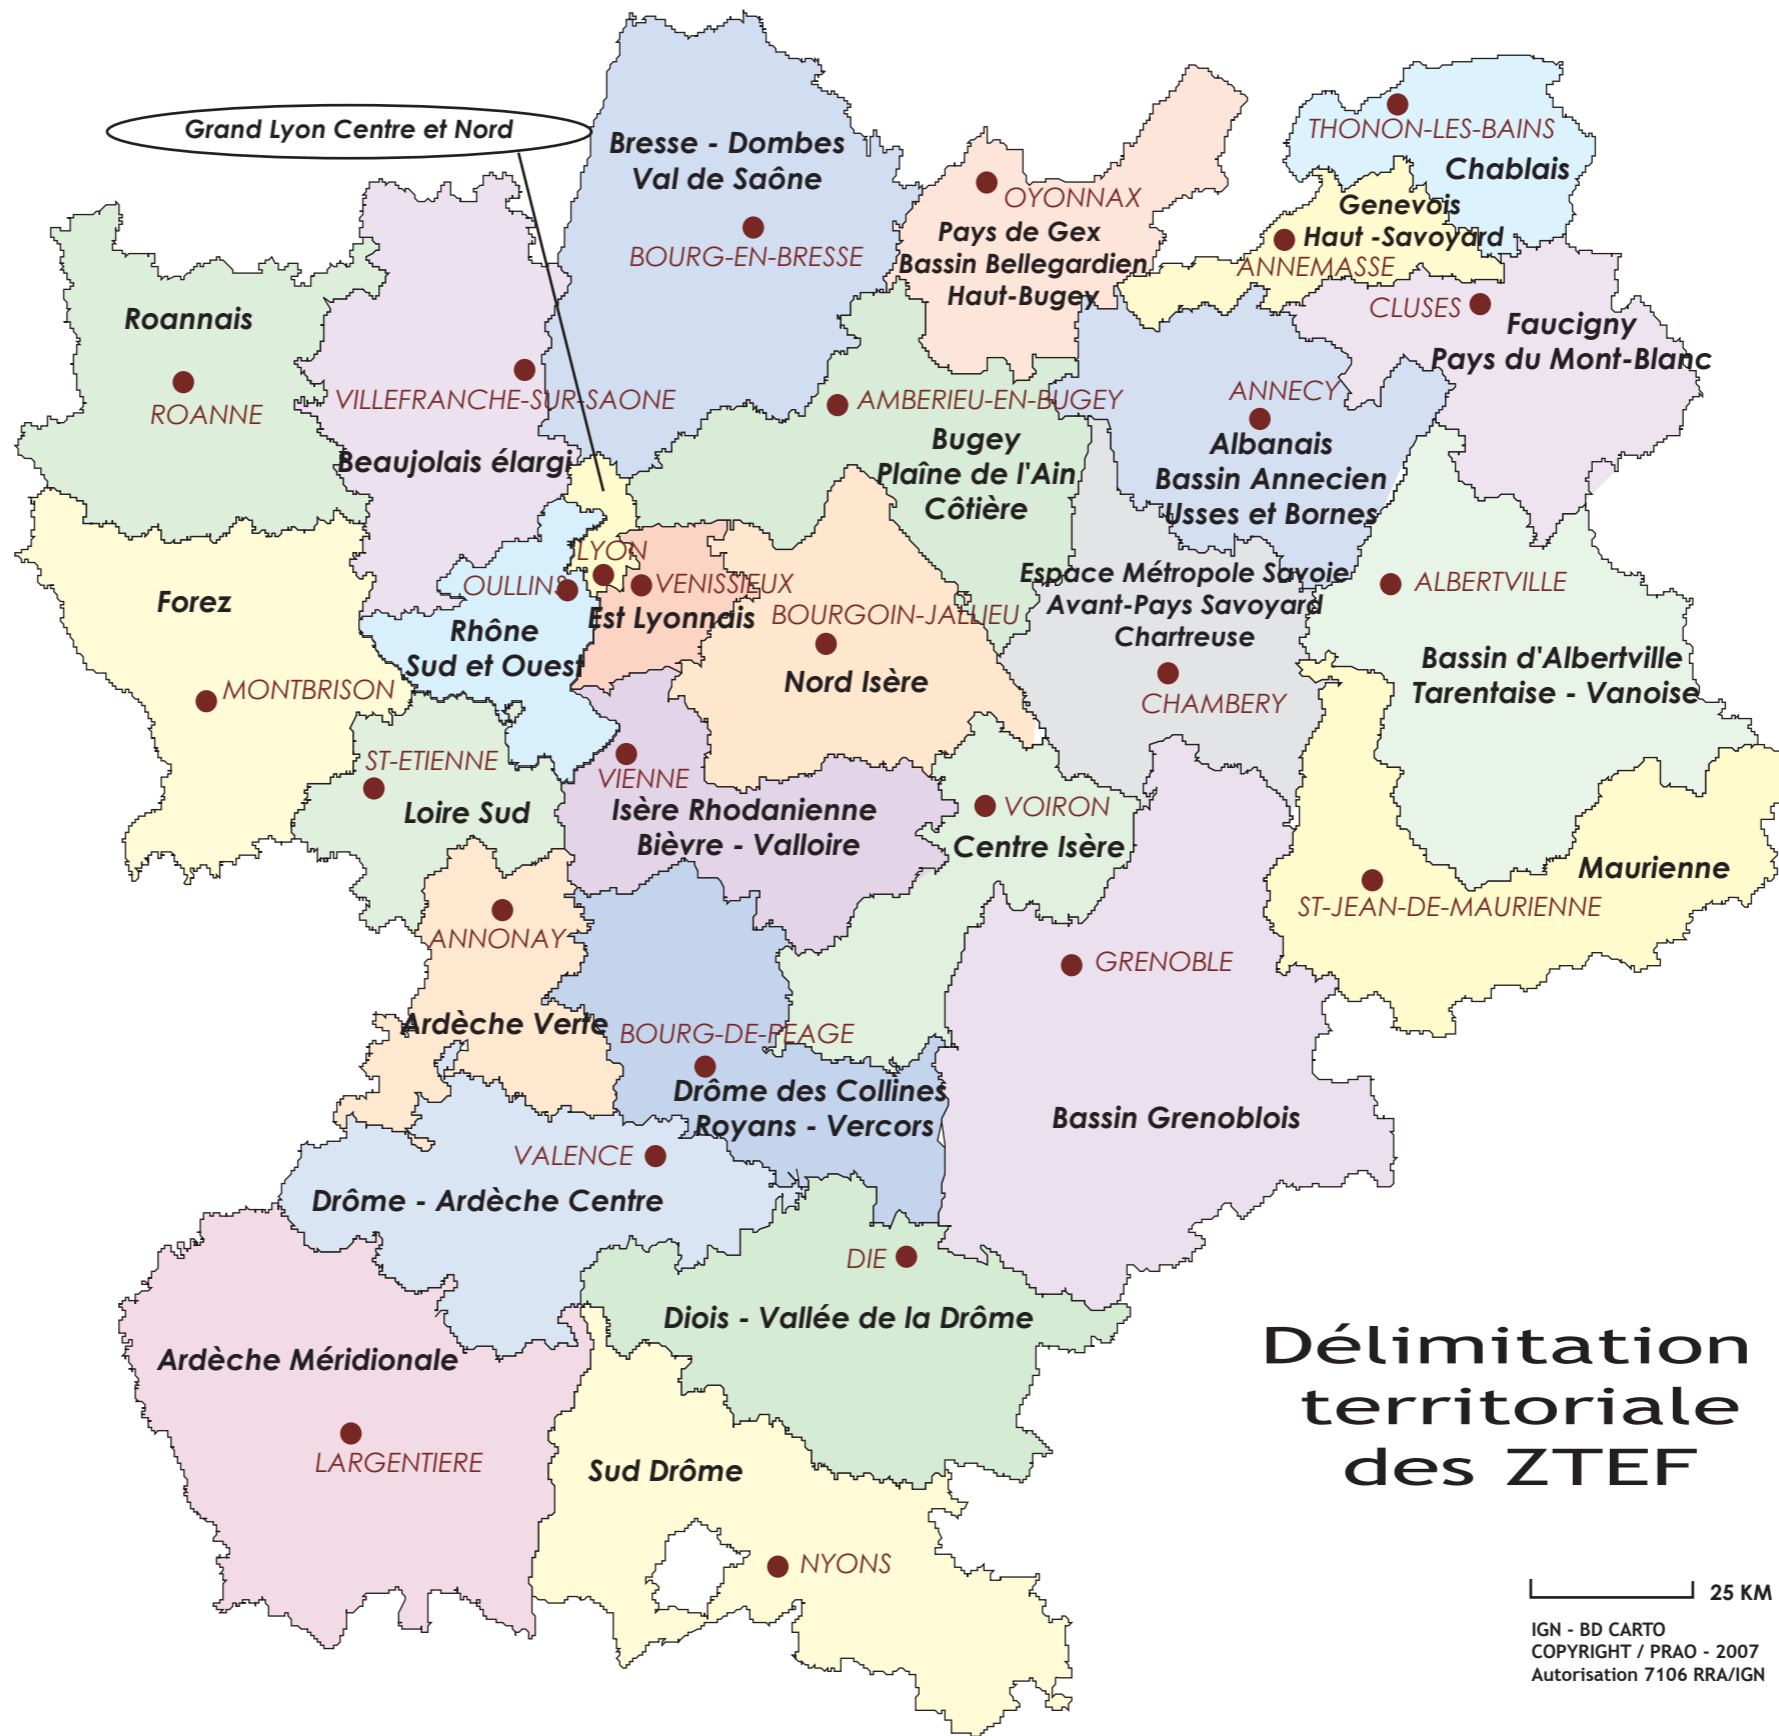 Grand Lyon Centre et Nord
Bresse - Dombes
Val de Saône
BOURG-EN-BRESSE
OYONNAX
Pays de Gex
Bassin Bellegardien
Haut-Bugey
THONON-LES-BAINS
Chablais
Genevois
Haut -Savoyard
ANNEMASSE
CLUSES
Faucigny
Pays du Mont-Blanc
Roannais
ROANNE
VILLEFRANCHE-SUR-SAONE
Beaujolais élargi
AMBERIEU-EN-BUGEY
Bugey
Plaîne de l'Ain
Côtière
ANNECY
Albanais
Bassin Annecien
Usses et Bornes
Forez
MONTBRISON
OULLINS
LYON
VENISSIEUX
Est Lyonnais
Rhône
Sud et Ouest
BOURGOIN-JALLIEU
Nord Isère
Espace Métropole Savoie
Avant-Pays Savoyard
Chartreuse
CHAMBERY
ALBERTVILLE
Bassin d'Albertville
Tarentaise - Vanoise
ST-ETIENNE
Loire Sud
VIENNE
Isère Rhodanienne
Bièvre - Valloire
VOIRON
Centre Isère
Maurienne
ST-JEAN-DE-MAURIENNE
ANNONAY
Ardèche Verte
GRENOBLE
Bassin Grenoblois
BOURG-DE-PEAGE
Drôme des Collines
Royans - Vercors
VALENCE
Drôme - Ardèche Centre
DIE
Diois - Vallée de la Drôme
Ardèche Méridionale
LARGENTIERE
Sud Drôme
NYONS
Délimitation
territoriale
des ZTEF
25 KM
IGN - BD CARTO
COPYRIGHT / PRAO - 2007
Autorisation 7106 RRA/IGN